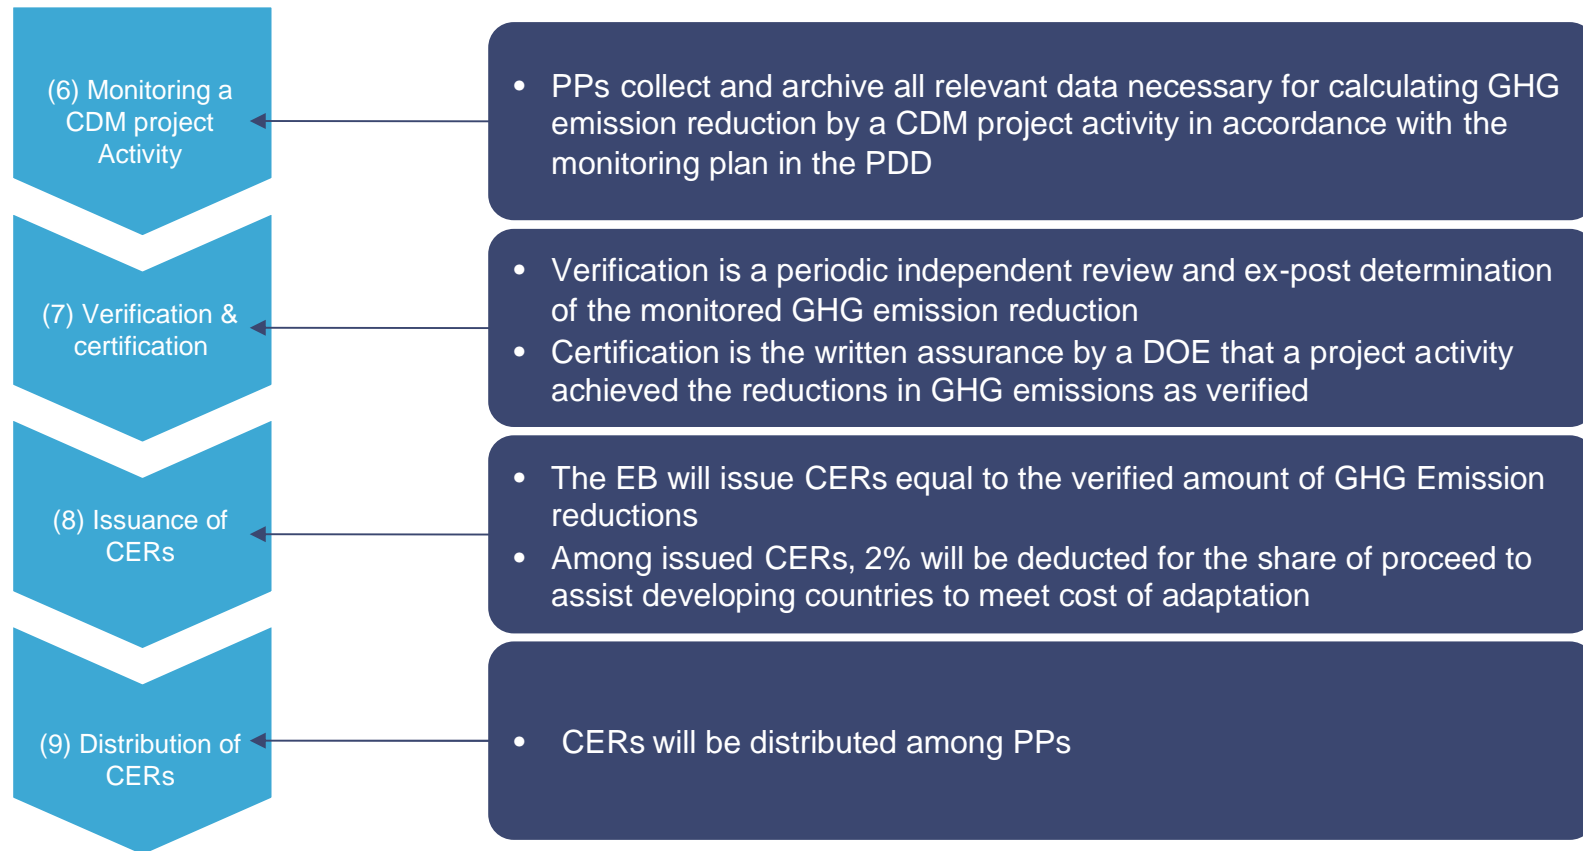 (6) Monitoring a
CDM project
Activity
• PPs collect and archive all relevant data necessary for calculating GHG
emission reduction by a CDM project activity in accordance with the
monitoring plan in the PDD
(7) Verification &
certification
• Verification is a periodic independent review and ex-post determination
of the monitored GHG emission reduction
• Certification is the written assurance by a DOE that a project activity
achieved the reductions in GHG emissions as verified
(8) Issuance of
CERs
• The EB will issue CERs equal to the verified amount of GHG Emission
reductions
• Among issued CERs, 2% will be deducted for the share of proceed to
assist developing countries to meet cost of adaptation
(9) Distribution of
CERs
• CERs will be distributed among PPs